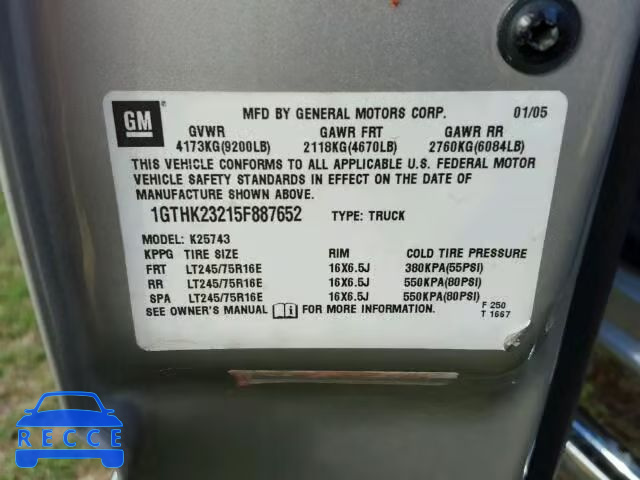 GM
MFD BY GENERAL MOTORS CORP. 01/05
GVWR GAWR FRT GAWR RR
4173KG(9200LB) 2118KG(4670LB) 2760KG(6084LB)
THIS VEHICLE CONFORMS TO ALL APPLICABLE U.S. FEDERAL MOTOR
VEHICLE SAFETY STANDARDS IN EFFECT ON THE DATE OF
MANUFACTURE SHOWN ABOVE.
1GTHK23215F887652 TYPE: TRUCK
MODEL: K25743
KPPG TIRE SIZE RIM COLD TIRE PRESSURE
FRT LT245/75R16E 16X6.5J 380KPA(55PSI)
RR LT245/75R16E 16X6.5J 550KPA(80PSI)
SPA LT245/75R16E 16X6.5J 550KPA(80PSI)
SEE OWNER'S MANUAL FOR MORE INFORMATION.
F 250
T 1667
RECCE